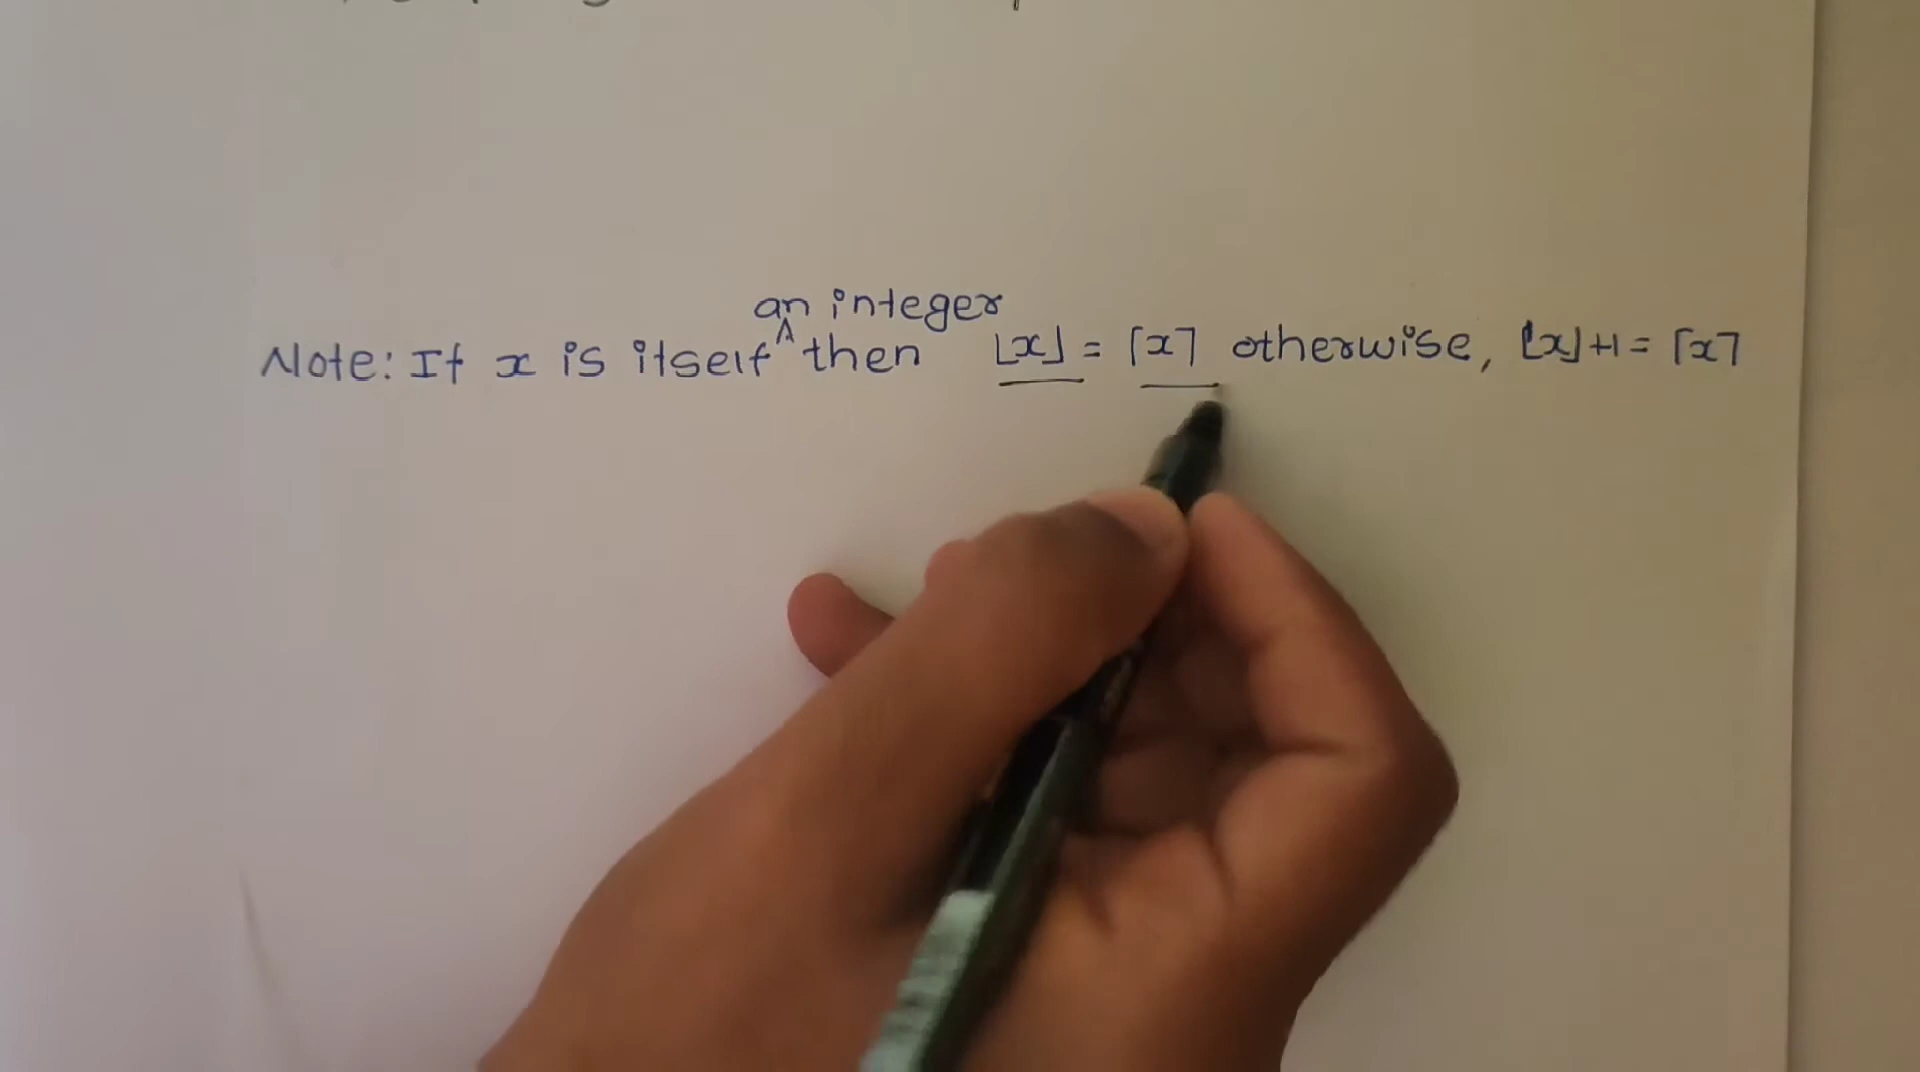 an integer
Note: If x is itself ^ then ⌊x⌋ = ⌈x⌉ otherwise, ⌊x⌋+1 = ⌈x⌉